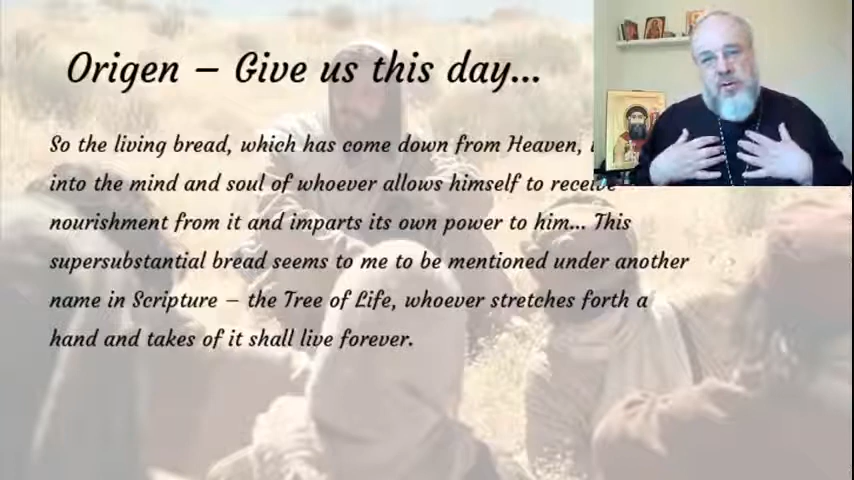 Origen – Give us this day...
So the living bread, which has come down from Heaven,
into the mind and soul of whoever allows himself to receive
nourishment from it and imparts its own power to him... This
supersubstantial bread seems to me to be mentioned under another
name in Scripture – the Tree of Life, whoever stretches forth a
hand and takes of it shall live forever.